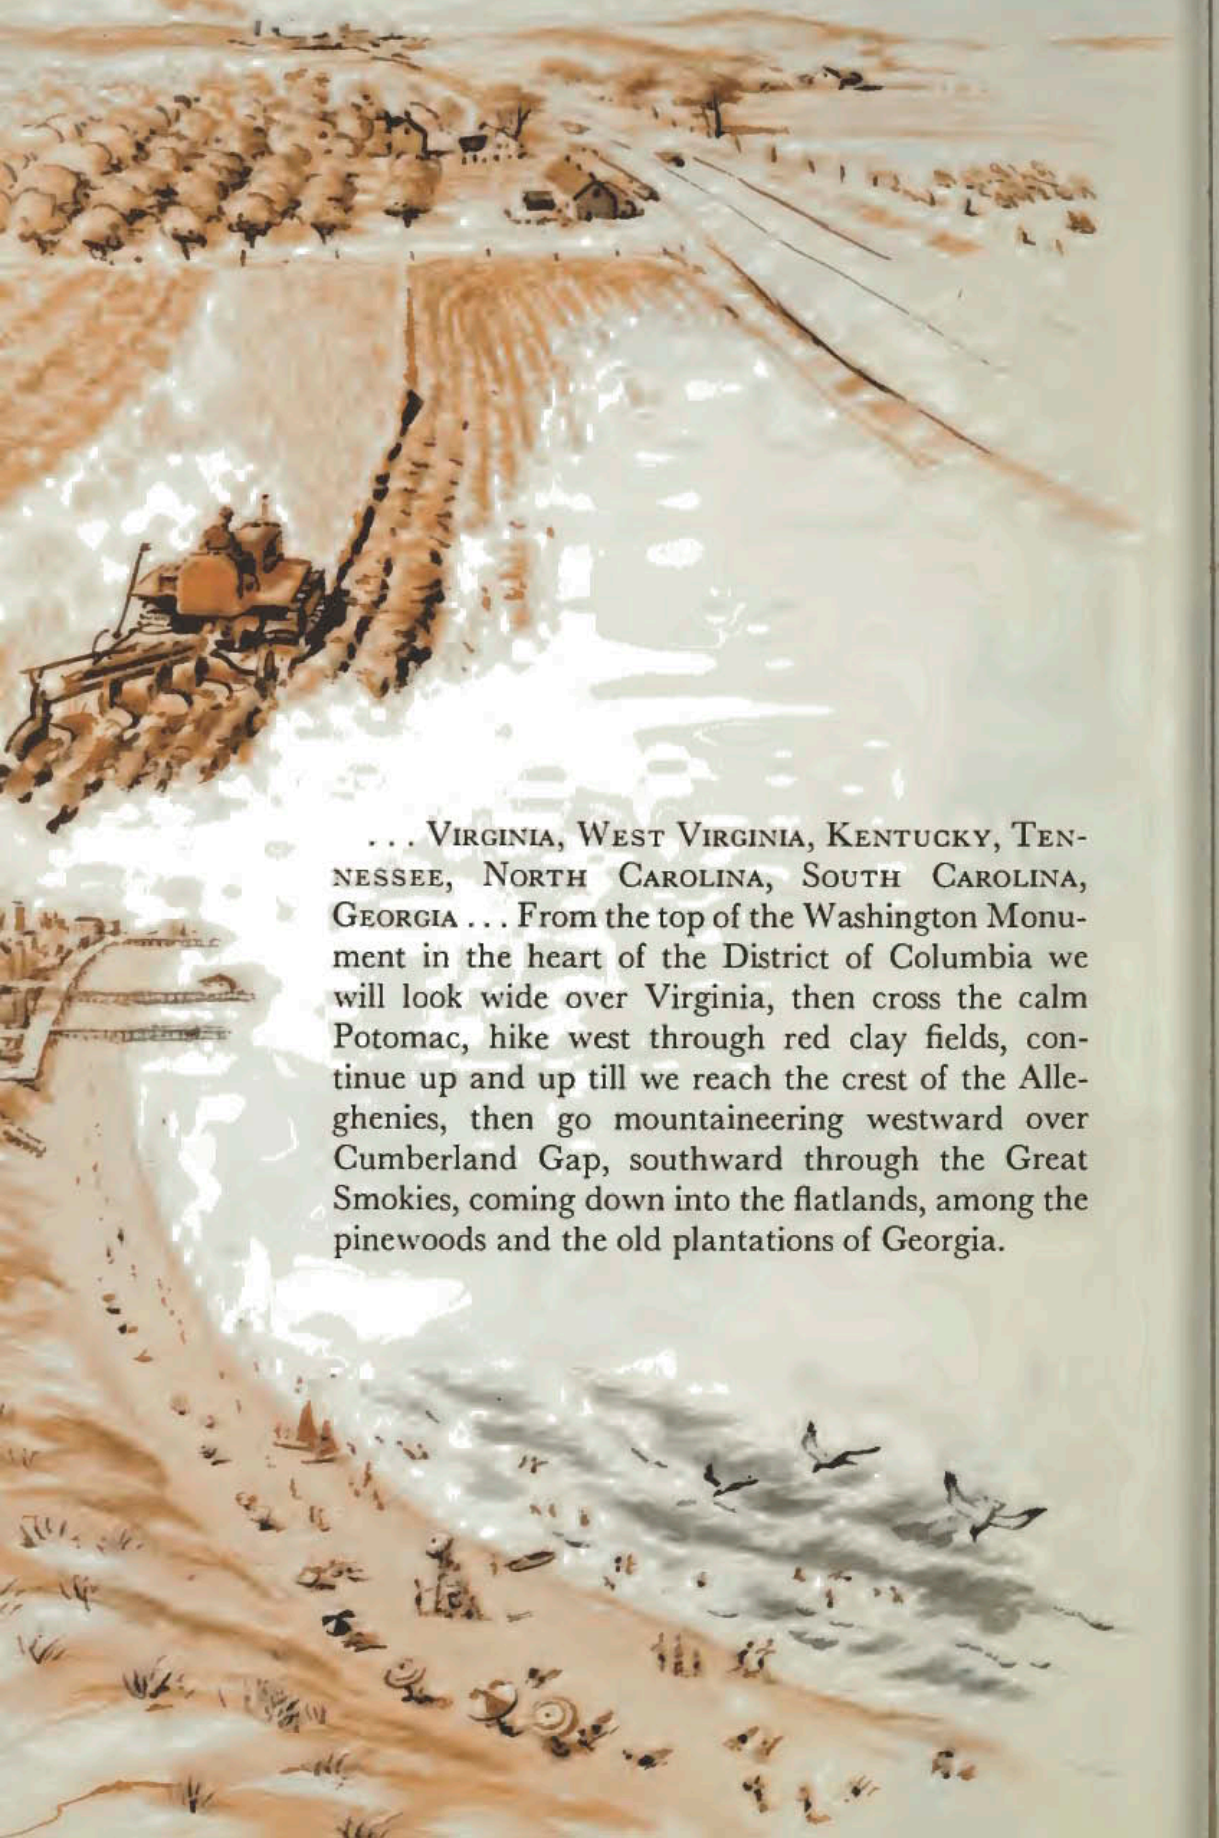 ... VIRGINIA, WEST VIRGINIA, KENTUCKY, TEN-
NESSEE, NORTH CAROLINA, SOUTH CAROLINA,
GEORGIA ... From the top of the Washington Monu-
ment in the heart of the District of Columbia we
will look wide over Virginia, then cross the calm
Potomac, hike west through red clay fields, con-
tinue up and up till we reach the crest of the Alle-
ghenies, then go mountaineering westward over
Cumberland Gap, southward through the Great
Smokies, coming down into the flatlands, among the
pinewoods and the old plantations of Georgia.